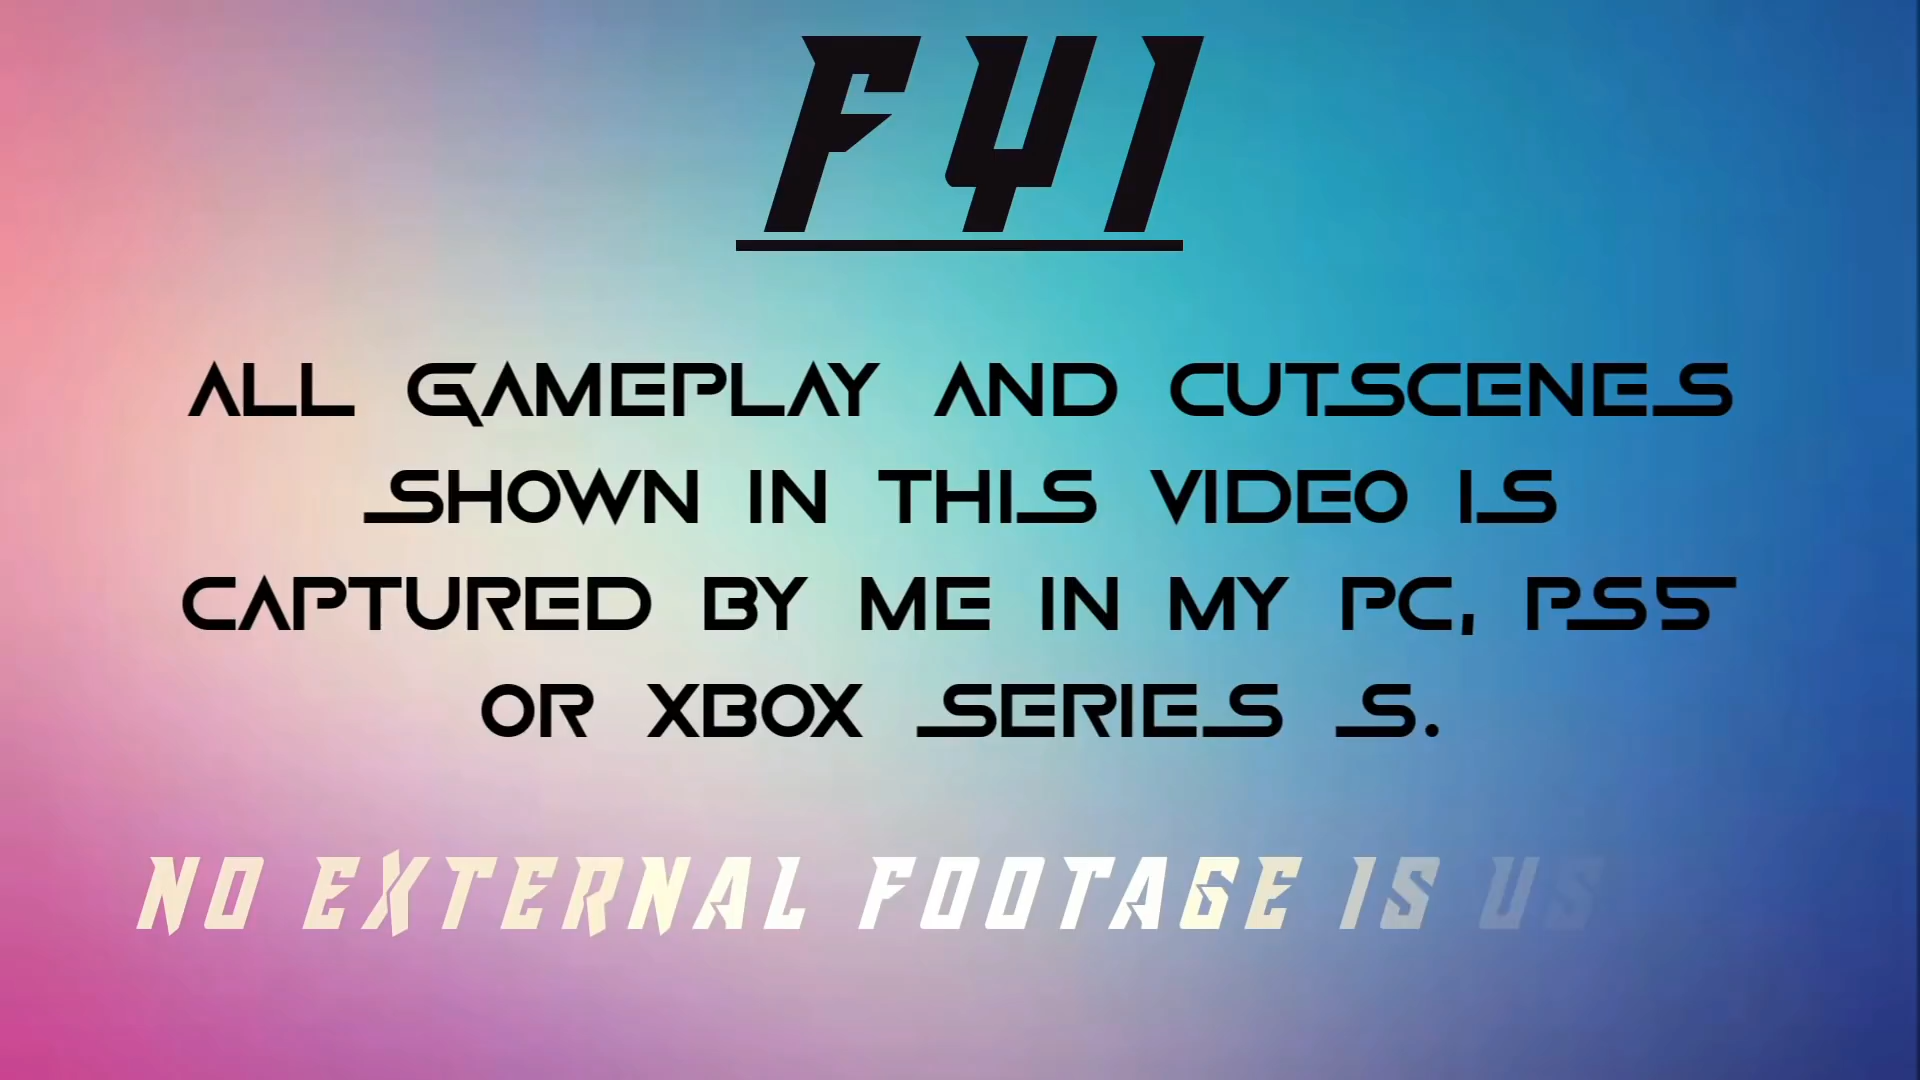 FYI
ALL GAMEPLAY AND CUTSCENES
SHOWN IN THIS VIDEO IS
CAPTURED BY ME IN MY PC, PS5
OR XBOX SERIES S.
NO EXTERNAL FOOTAGE IS US